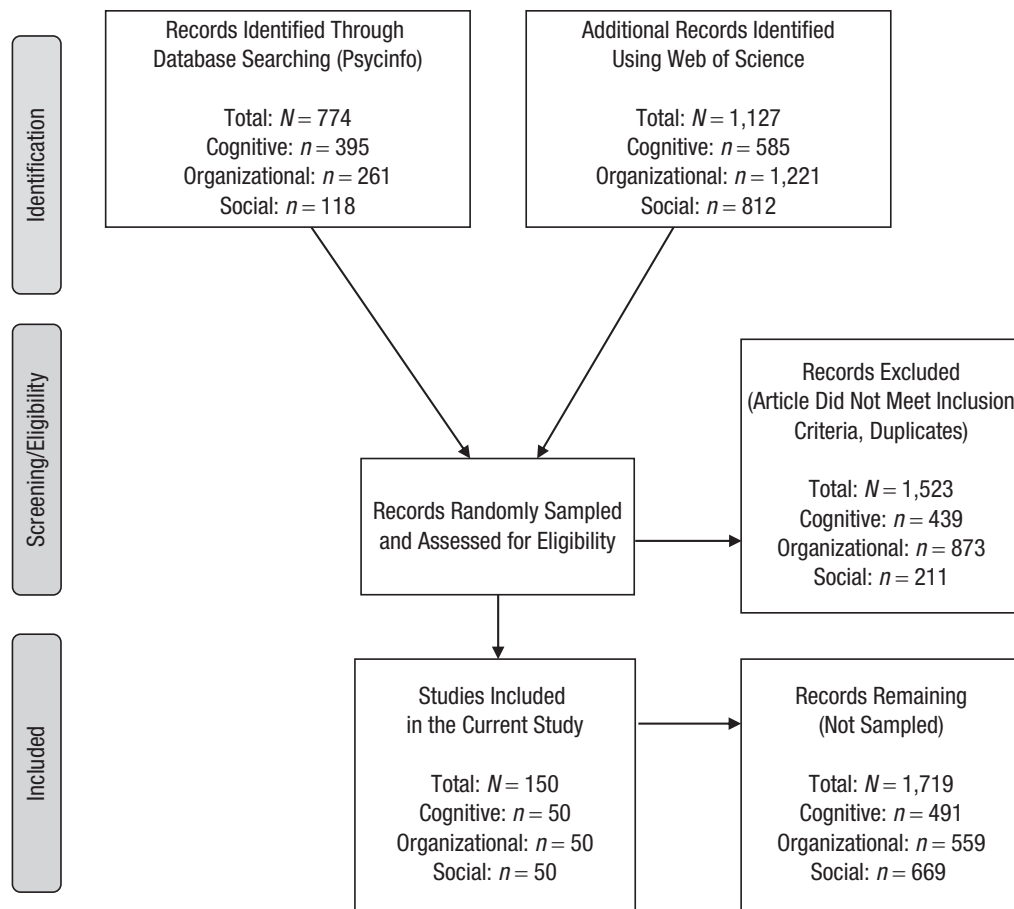 Identification
Records Identified Through
Database Searching (Psycinfo)
Total: N = 774
Cognitive: n = 395
Organizational: n = 261
Social: n = 118
Additional Records Identified
Using Web of Science
Total: N = 1,127
Cognitive: n = 585
Organizational: n = 1,221
Social: n = 812
Screening/Eligibility
Records Randomly Sampled
and Assessed for Eligibility
Records Excluded
(Article Did Not Meet Inclusion
Criteria, Duplicates)
Total: N = 1,523
Cognitive: n = 439
Organizational: n = 873
Social: n = 211
Included
Studies Included
in the Current Study
Total: N = 150
Cognitive: n = 50
Organizational: n = 50
Social: n = 50
Records Remaining
(Not Sampled)
Total: N = 1,719
Cognitive: n = 491
Organizational: n = 559
Social: n = 669